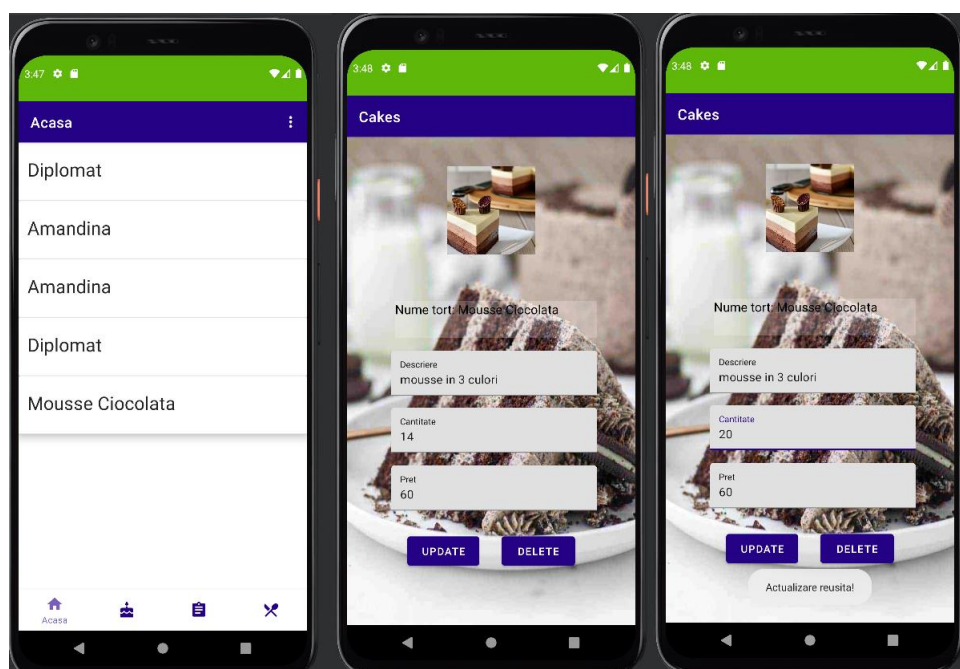 3:47
Acasa
Diplomat
Amandina
Amandina
Diplomat
Mousse Ciocolata
Acasa
3:48
Cakes
Nume tort: Mousse Ciocolata
Descriere
mousse in 3 culori
Cantitate
14
Pret
60
UPDATE DELETE
3:48
Cakes
Nume tort: Mousse Ciocolata
Descriere
mousse in 3 culori
Cantitate
20
Pret
60
UPDATE DELETE
Actualizare reusita!